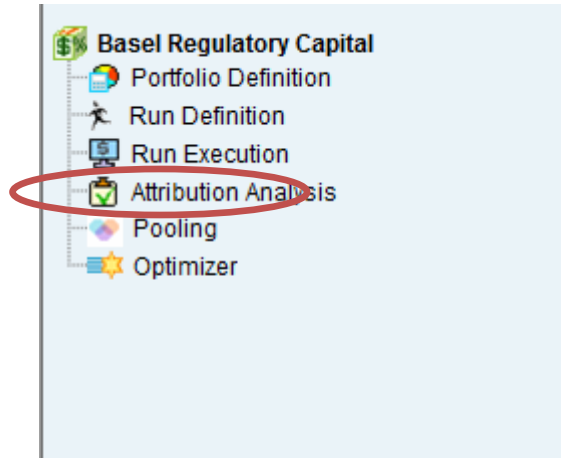 Basel Regulatory Capital
Portfolio Definition
Run Definition
Run Execution
Attribution Analysis
Pooling
Optimizer